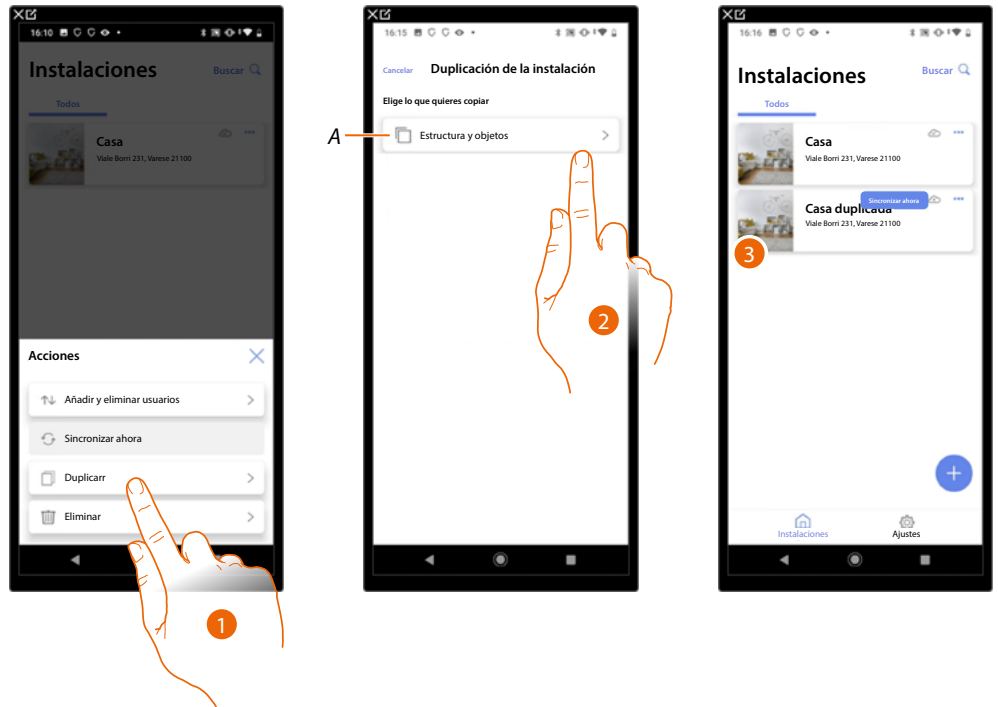 16:10
Instalaciones
Buscar
Todos
Casa
Viale Borri 231, Varese 21100
Acciones
Añadir y eliminar usuarios
Sincronizar ahora
Duplicarr
Eliminar
1
16:15
Cancelar
Duplicación de la instalación
Elige lo que quieres copiar
A
Estructura y objetos
2
16:16
Instalaciones
Buscar
Todos
Casa
Viale Borri 231, Varese 21100
Sincronizar ahora
Casa duplicada
Viale Borri 231, Varese 21100
3
Instalaciones
Ajustes